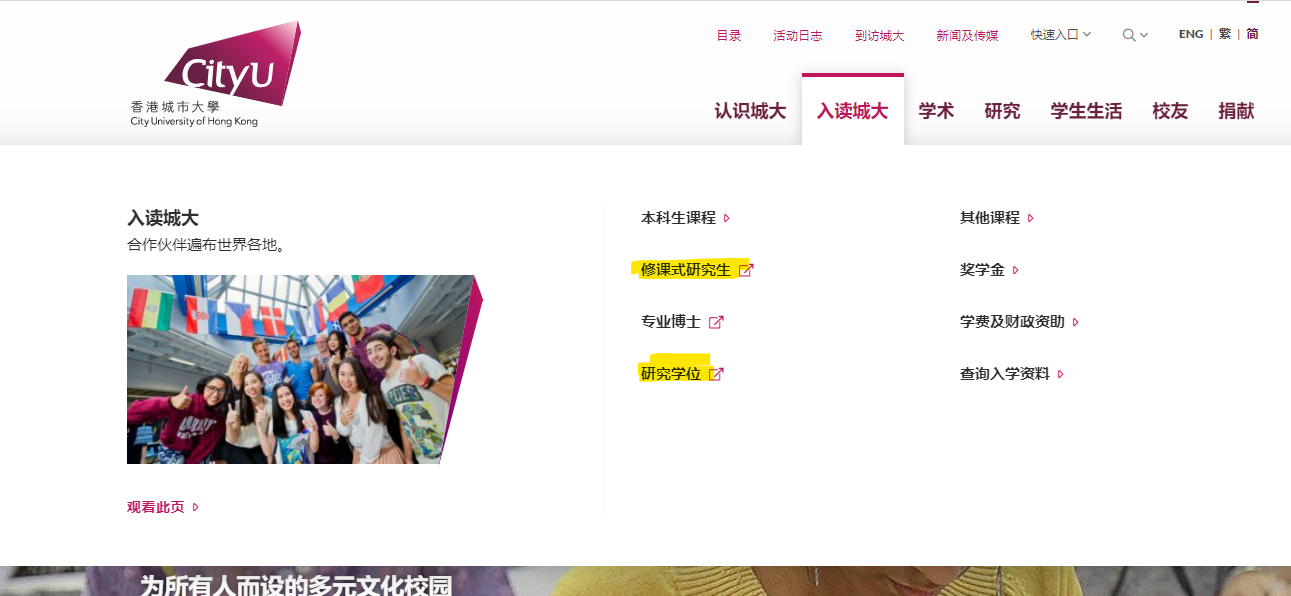 目录 活动日志 到访城大 新闻及传媒 快速入口 ENG | 繁 | 简
CityU
香港城市大學
City University of Hong Kong
认识城大 入读城大 学术 研究 学生生活 校友 捐献
入读城大
合作伙伴遍布世界各地。
观看此页
本科生课程
修课式研究生
专业博士
研究学位
其他课程
奖学金
学费及财政资助
查询入学资料
为所有人而设的多元文化校园